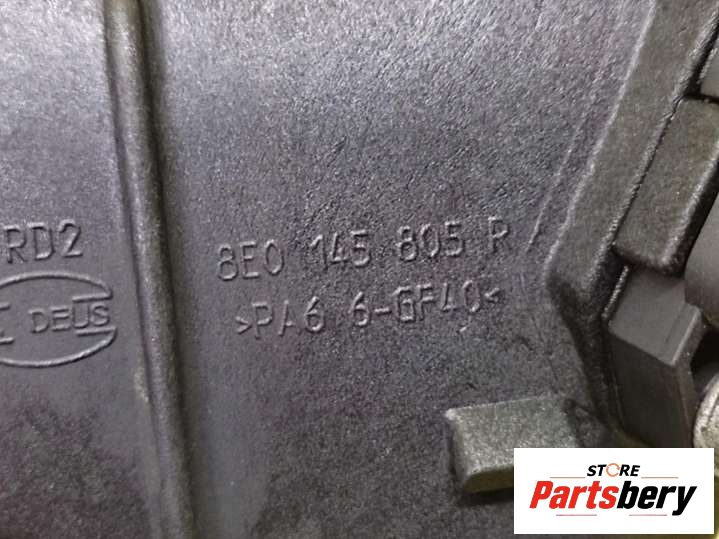 RD2
DEUS
8E0 145 805 R
>PA6 6-GF40<
STORE
Partsbery